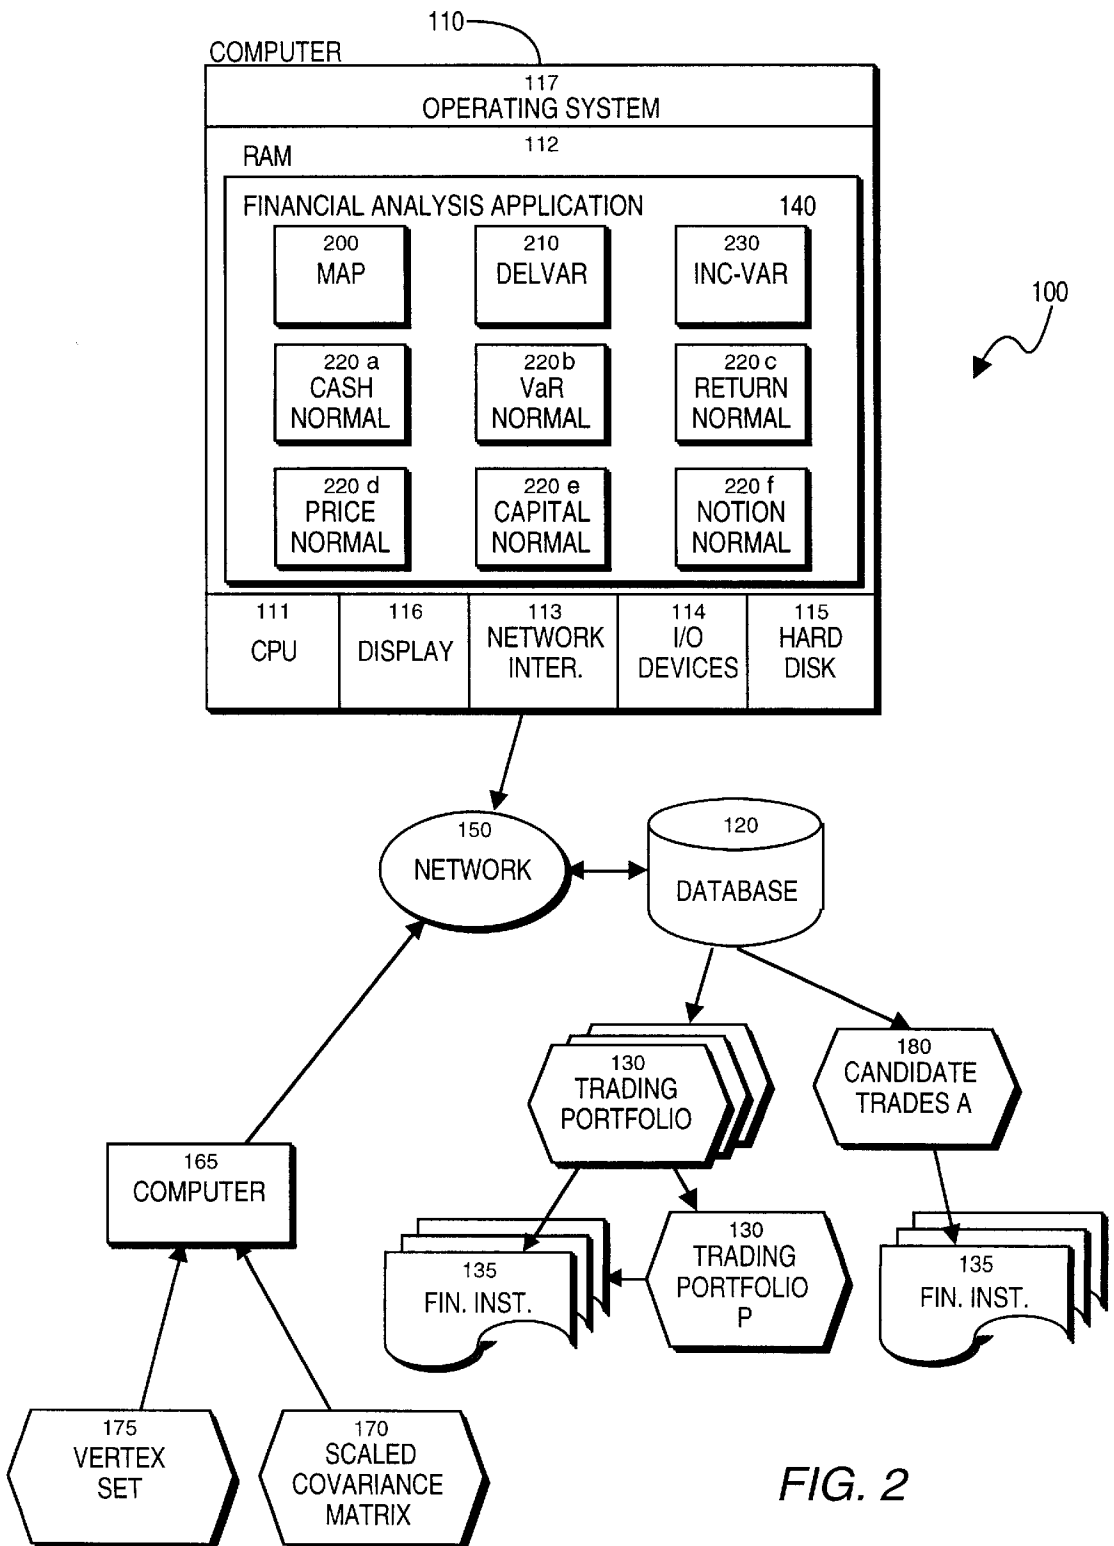 110
COMPUTER
117
OPERATING SYSTEM
RAM 112
FINANCIAL ANALYSIS APPLICATION 140
200
MAP
210
DELVAR
230
INC-VAR
100
220 a
CASH
NORMAL
220 b
VaR
NORMAL
220 c
RETURN
NORMAL
220 d
PRICE
NORMAL
220 e
CAPITAL
NORMAL
220 f
NOTION
NORMAL
111
CPU
116
DISPLAY
113
NETWORK
INTER.
114
I/O
DEVICES
115
HARD
DISK
150
NETWORK
120
DATABASE
130
TRADING
PORTFOLIO
180
CANDIDATE
TRADES A
165
COMPUTER
135
FIN. INST.
130
TRADING
PORTFOLIO
P
135
FIN. INST.
175
VERTEX
SET
170
SCALED
COVARIANCE
MATRIX
FIG. 2